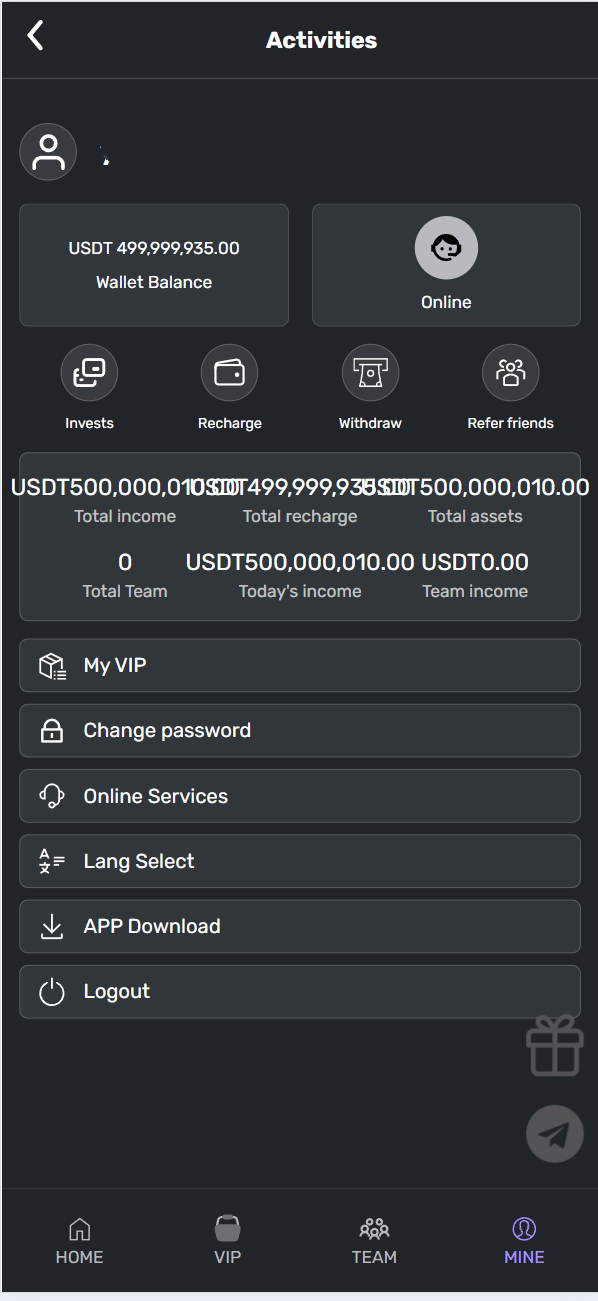 Activities
USDT 499,999,935.00
Wallet Balance
Online
Invests Recharge Withdraw Refer friends
USDT500,000,010.00 USDT499,999,935.00 USDT500,000,010.00
Total income Total recharge Total assets
0 USDT500,000,010.00 USDT0.00
Total Team Today's income Team income
My VIP
Change password
Online Services
Lang Select
APP Download
Logout
HOME VIP TEAM MINE